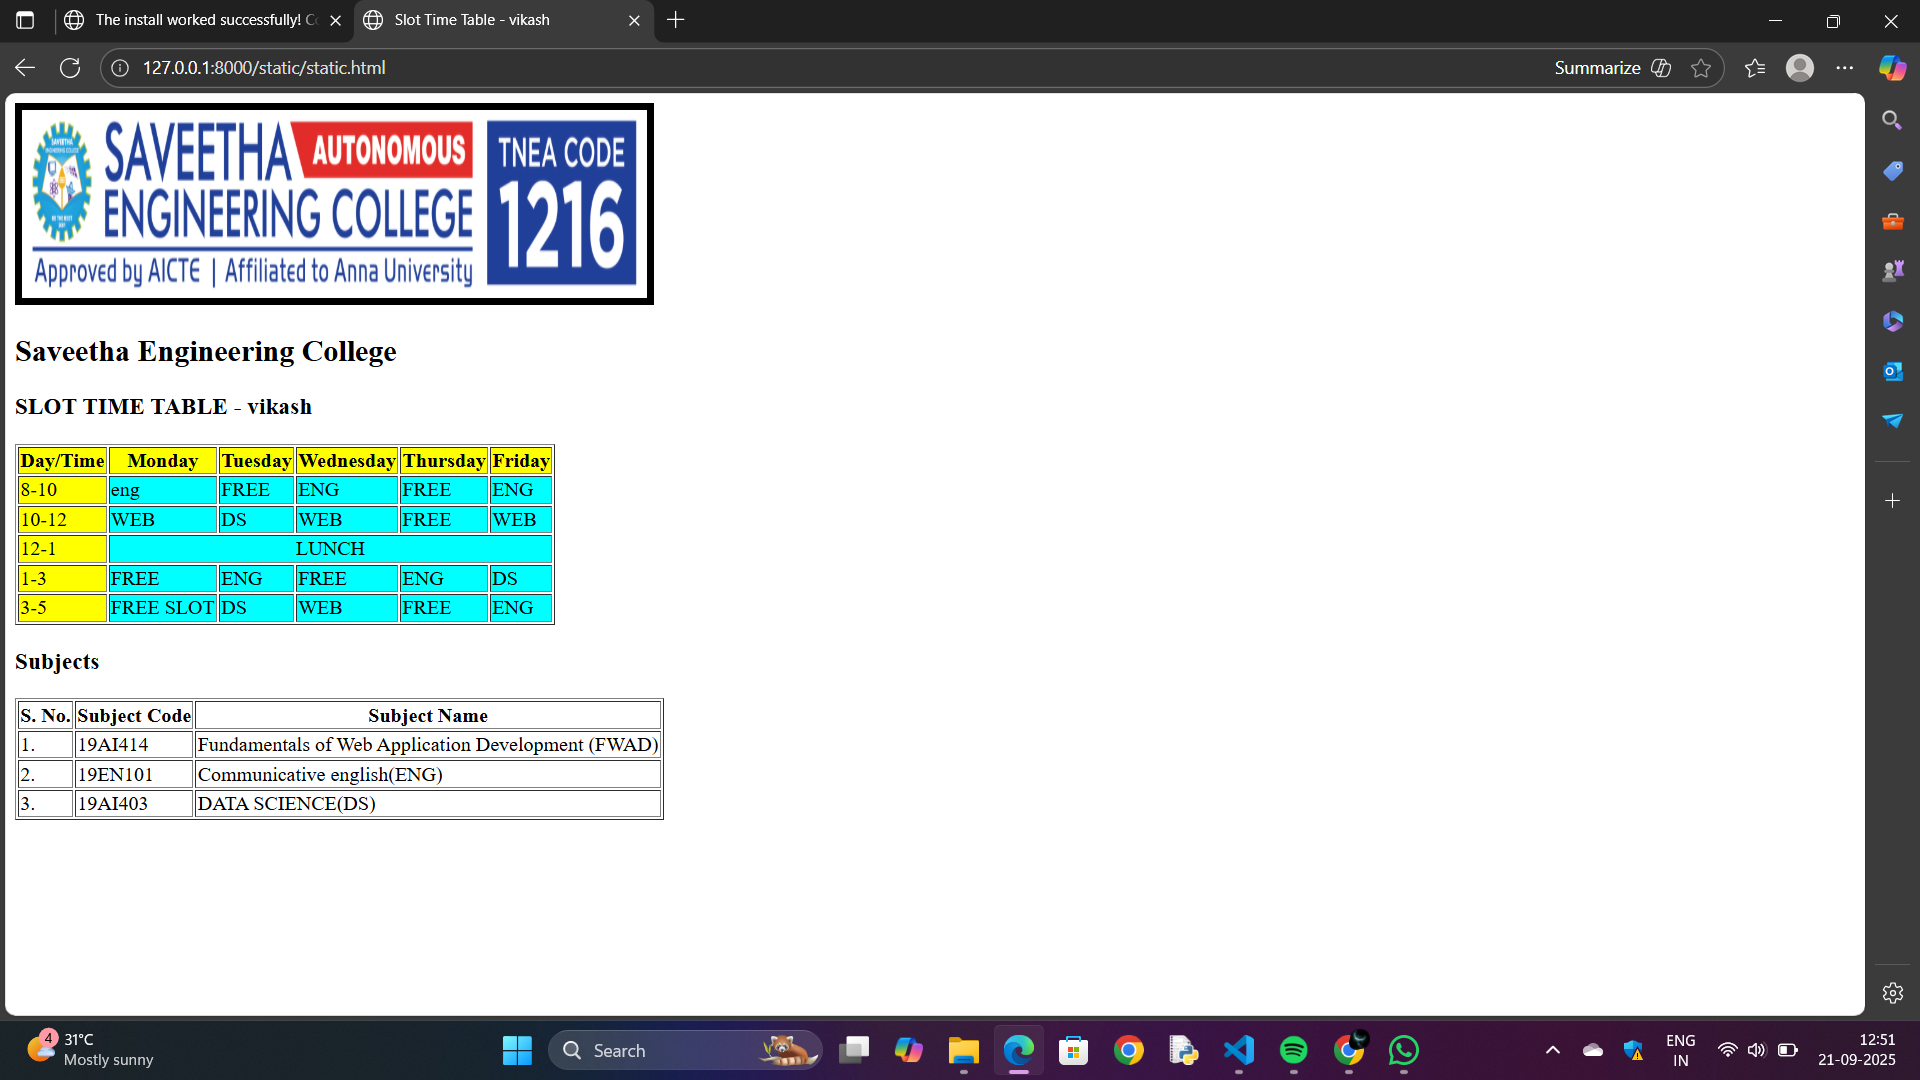 The install worked successfully! Co
Slot Time Table - vikash
127.0.0.1:8000/static/static.html
Summarize
SAVEETHA AUTONOMOUS
ENGINEERING COLLEGE
Approved by AICTE | Affiliated to Anna University
TNEA CODE
1216
Saveetha Engineering College
SLOT TIME TABLE - vikash
Day/Time Monday Tuesday Wednesday Thursday Friday
8-10 eng FREE ENG FREE ENG
10-12 WEB DS WEB FREE WEB
12-1 LUNCH
1-3 FREE ENG FREE ENG DS
3-5 FREE SLOT DS WEB FREE ENG
Subjects
S. No. Subject Code Subject Name
1. 19AI414 Fundamentals of Web Application Development (FWAD)
2. 19EN101 Communicative english(ENG)
3. 19AI403 DATA SCIENCE(DS)
4
31°C
Mostly sunny
Search
ENG
IN
12:51
21-09-2025